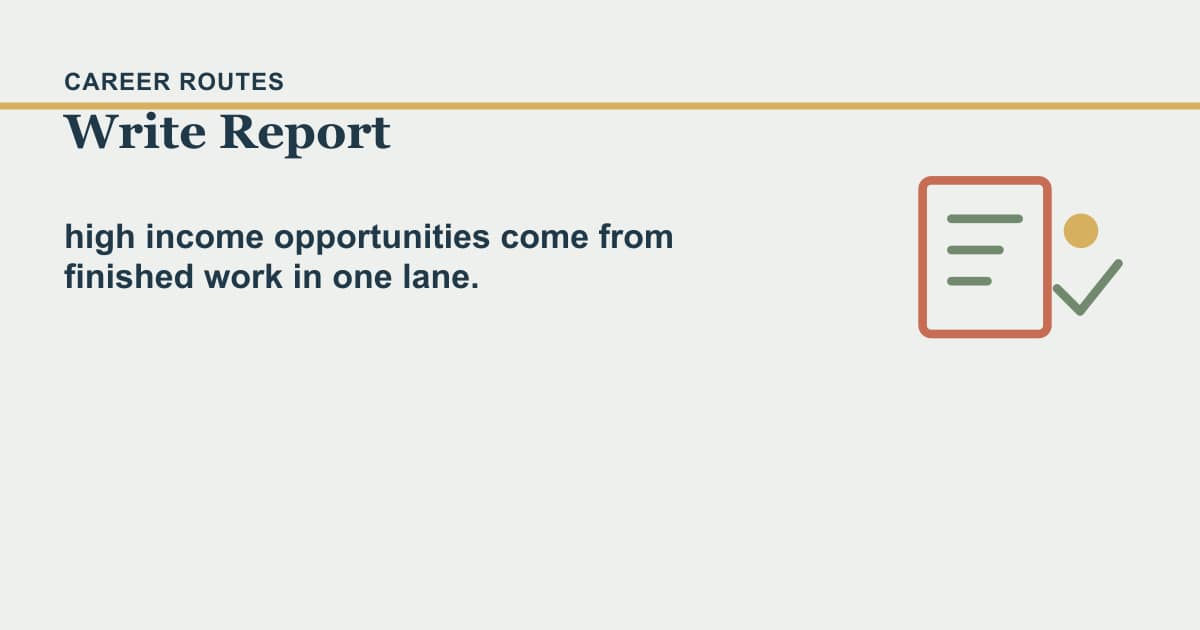 CAREER ROUTES
Write Report
high income opportunities come from
finished work in one lane.